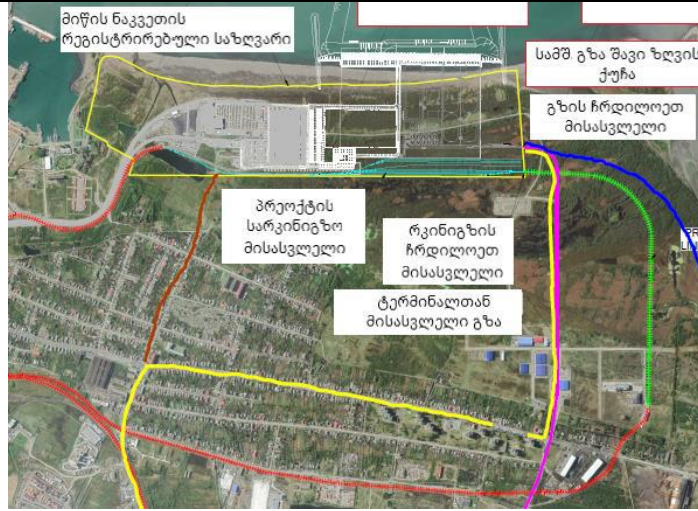 მიწის ნაკვეთის
რეგისტრირებული საზღვარი
სამშ. გზა შავი ზღვის
ქუჩა
გზის ჩრდილოეთ
მისასვლელი
პრეოქტის
სარკინიგზო
მისასვლელი
რკინიგზის
ჩრდილოეთ
მისასვლელი
ტერმინალთან
მისასვლელი გზა